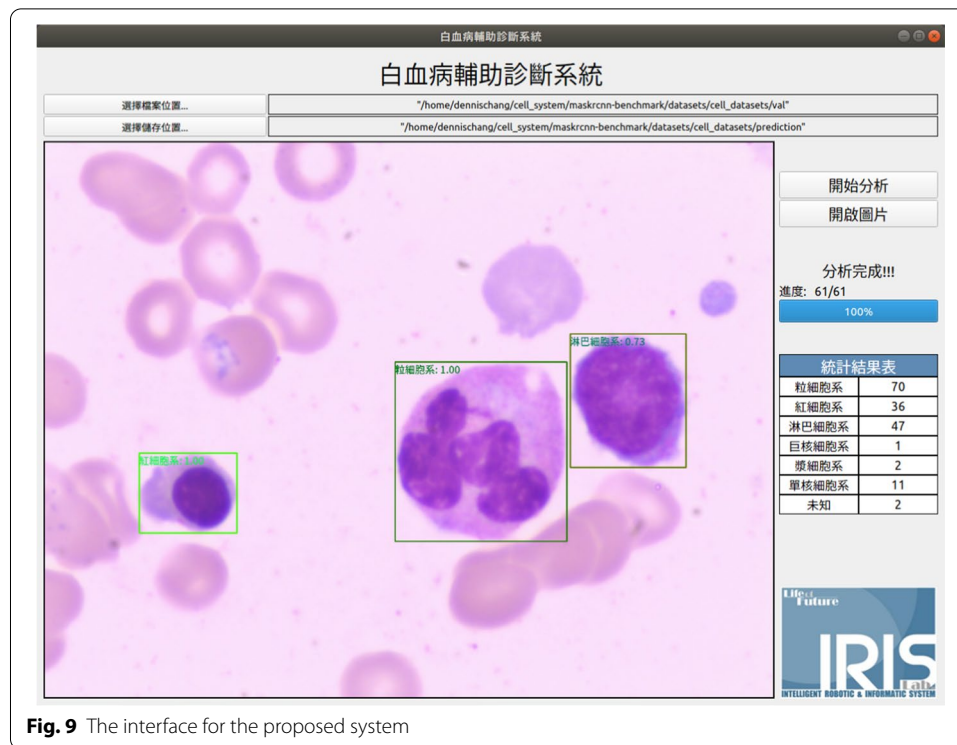 白血病輔助診斷系統
白血病輔助診斷系統
選擇檔案位置... "/home/dennischang/cell_system/maskrcnn-benchmark/datasets/cell_datasets/val"
選擇儲存位置... "/home/dennischang/cell_system/maskrcnn-benchmark/datasets/cell_datasets/prediction"
開始分析
開啟圖片
分析完成!!!
進度: 61/61
100%
淋巴細胞系: 0.73
粒細胞系: 1.00
紅細胞系: 1.00
統計結果表
粒細胞系 70
紅細胞系 36
淋巴細胞系 47
巨核細胞系 1
漿細胞系 2
單核細胞系 11
未知 2
Life of
Future
IRIS
Lab
INTELLIGENT ROBOTIC & INFORMATIC SYSTEM
Fig. 9 The interface for the proposed system